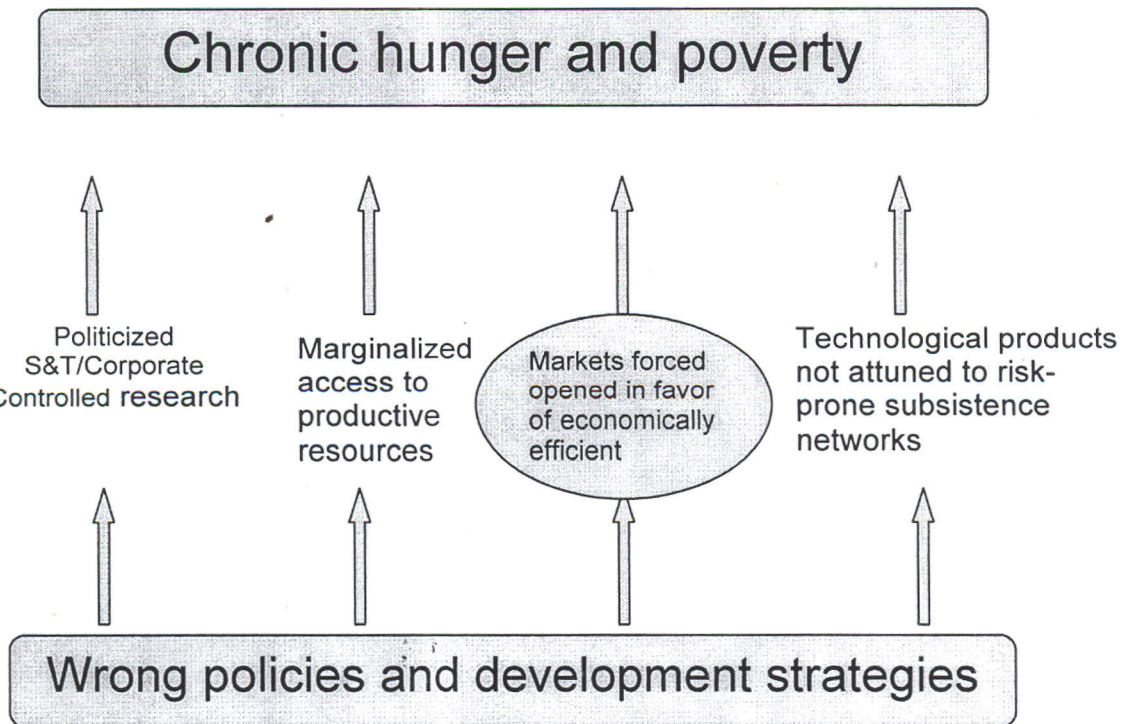 Chronic hunger and poverty
Politicized
S&T/Corporate
Controlled research
Marginalized
access to
productive
resources
Markets forced
opened in favor
of economically
efficient
Technological products
not attuned to risk-
prone subsistence
networks
Wrong policies and development strategies